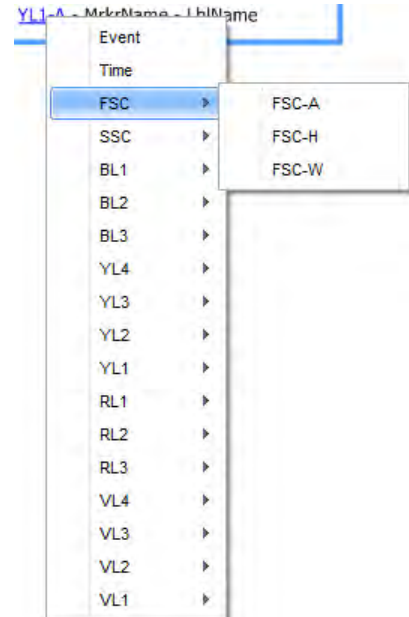 YL1-A - MrkrName - LblName
Event
Time
FSC
FSC-A
SSC
FSC-H
BL1
FSC-W
BL2
BL3
YL4
YL3
YL2
YL1
RL1
RL2
RL3
VL4
VL3
VL2
VL1